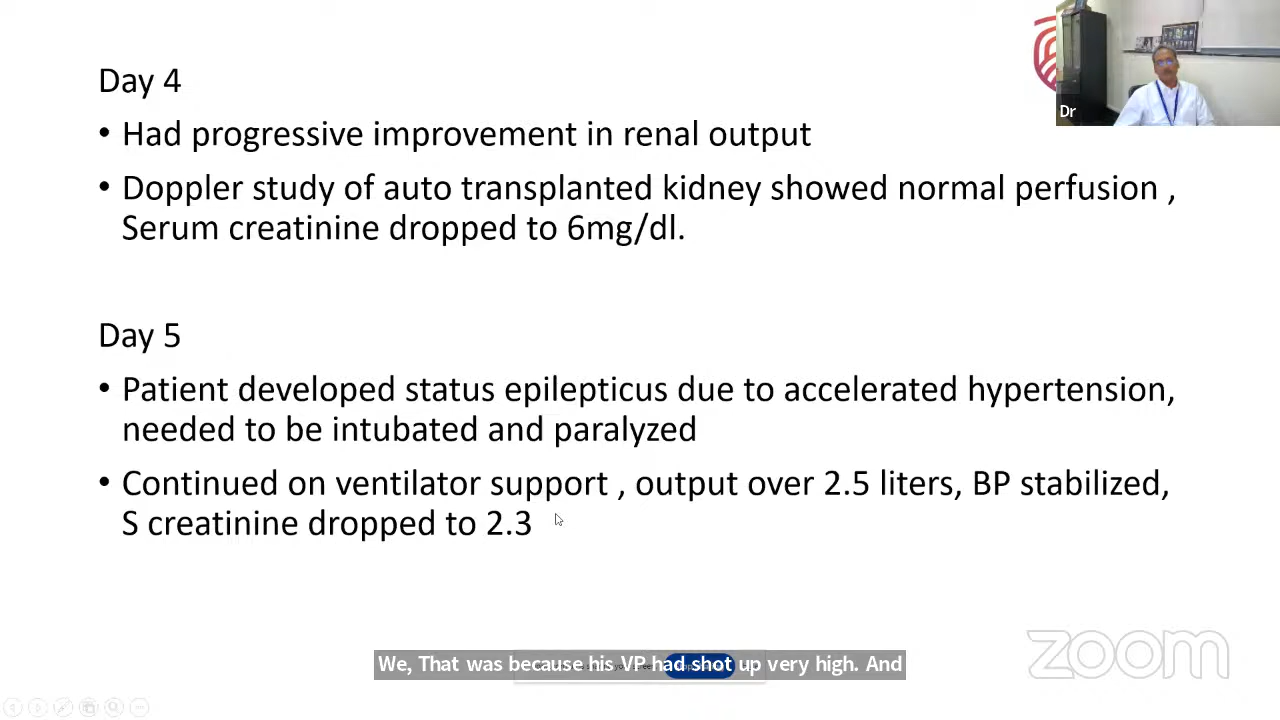 Day 4
• Had progressive improvement in renal output
• Doppler study of auto transplanted kidney showed normal perfusion ,
Serum creatinine dropped to 6mg/dl.
Day 5
• Patient developed status epilepticus due to accelerated hypertension,
needed to be intubated and paralyzed
• Continued on ventilator support , output over 2.5 liters, BP stabilized,
S creatinine dropped to 2.3
Dr
zoom
We, That was because his VP had shot up very high. And